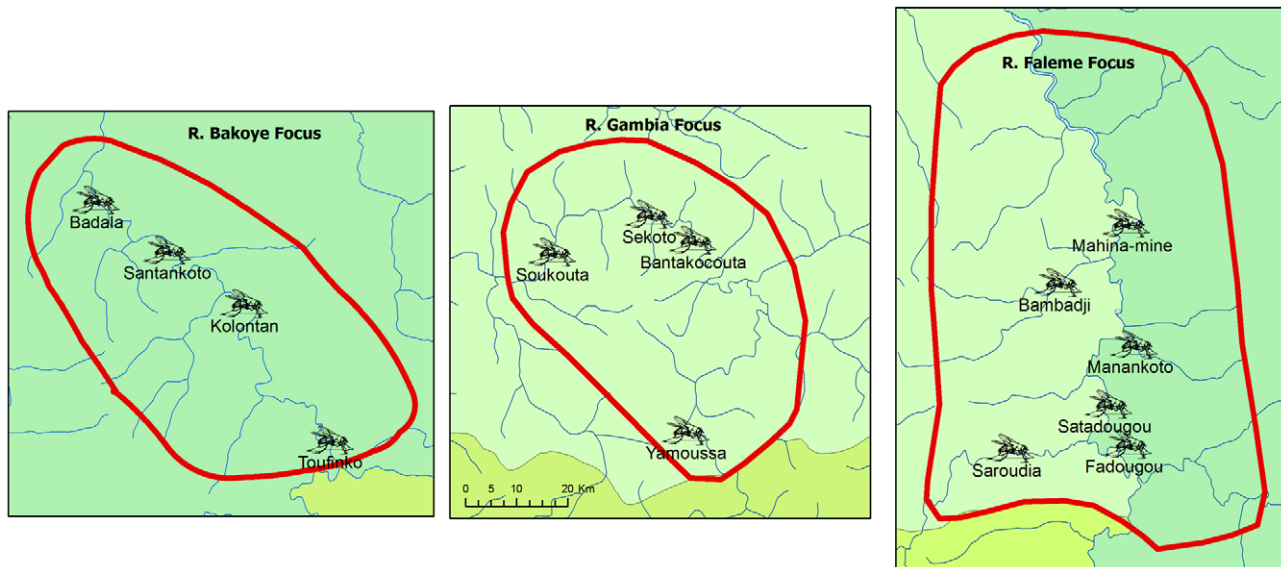 R. Bakoye Focus
Badala
Santankoto
Kolontan
Toufinko
R. Gambia Focus
Sekoto
Bantakocouta
Soukouta
Yamoussa
0 5 10 20 Km
R. Faleme Focus
Mahina-mine
Bambadji
Manankoto
Satadougou
Saroudia
Fadougou